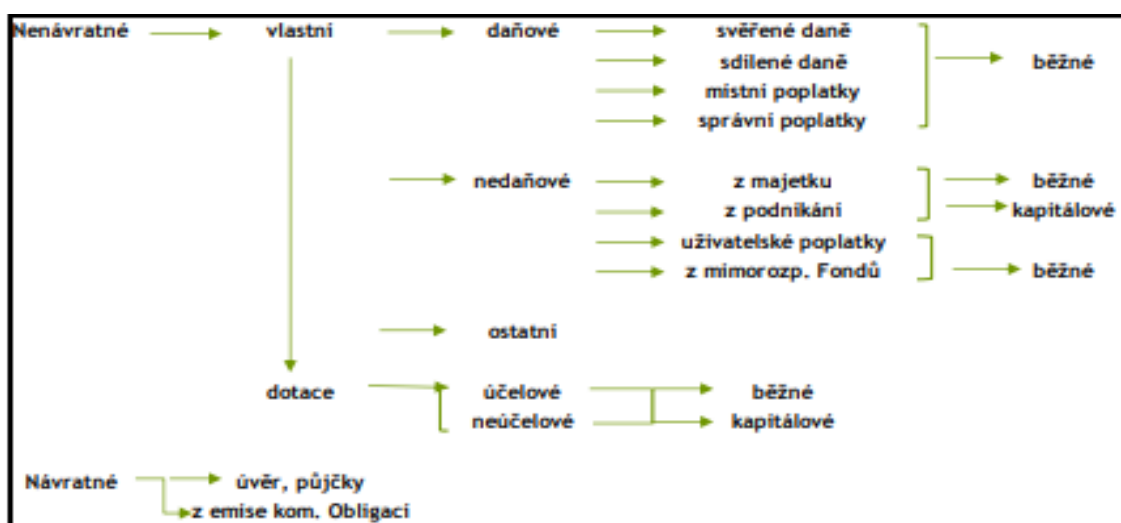 Nenávratné vlastní daňové svěřené daně
sdílené daně běžné
místní poplatky
správní poplatky
nedaňové z majetku běžné
z podnikání kapitálové
uživatelské poplatky
z mimorozp. Fondů běžné
ostatní
dotace účelové běžné
neúčelové kapitálové
Návratné úvěr, půjčky
z emise kom. Obligací